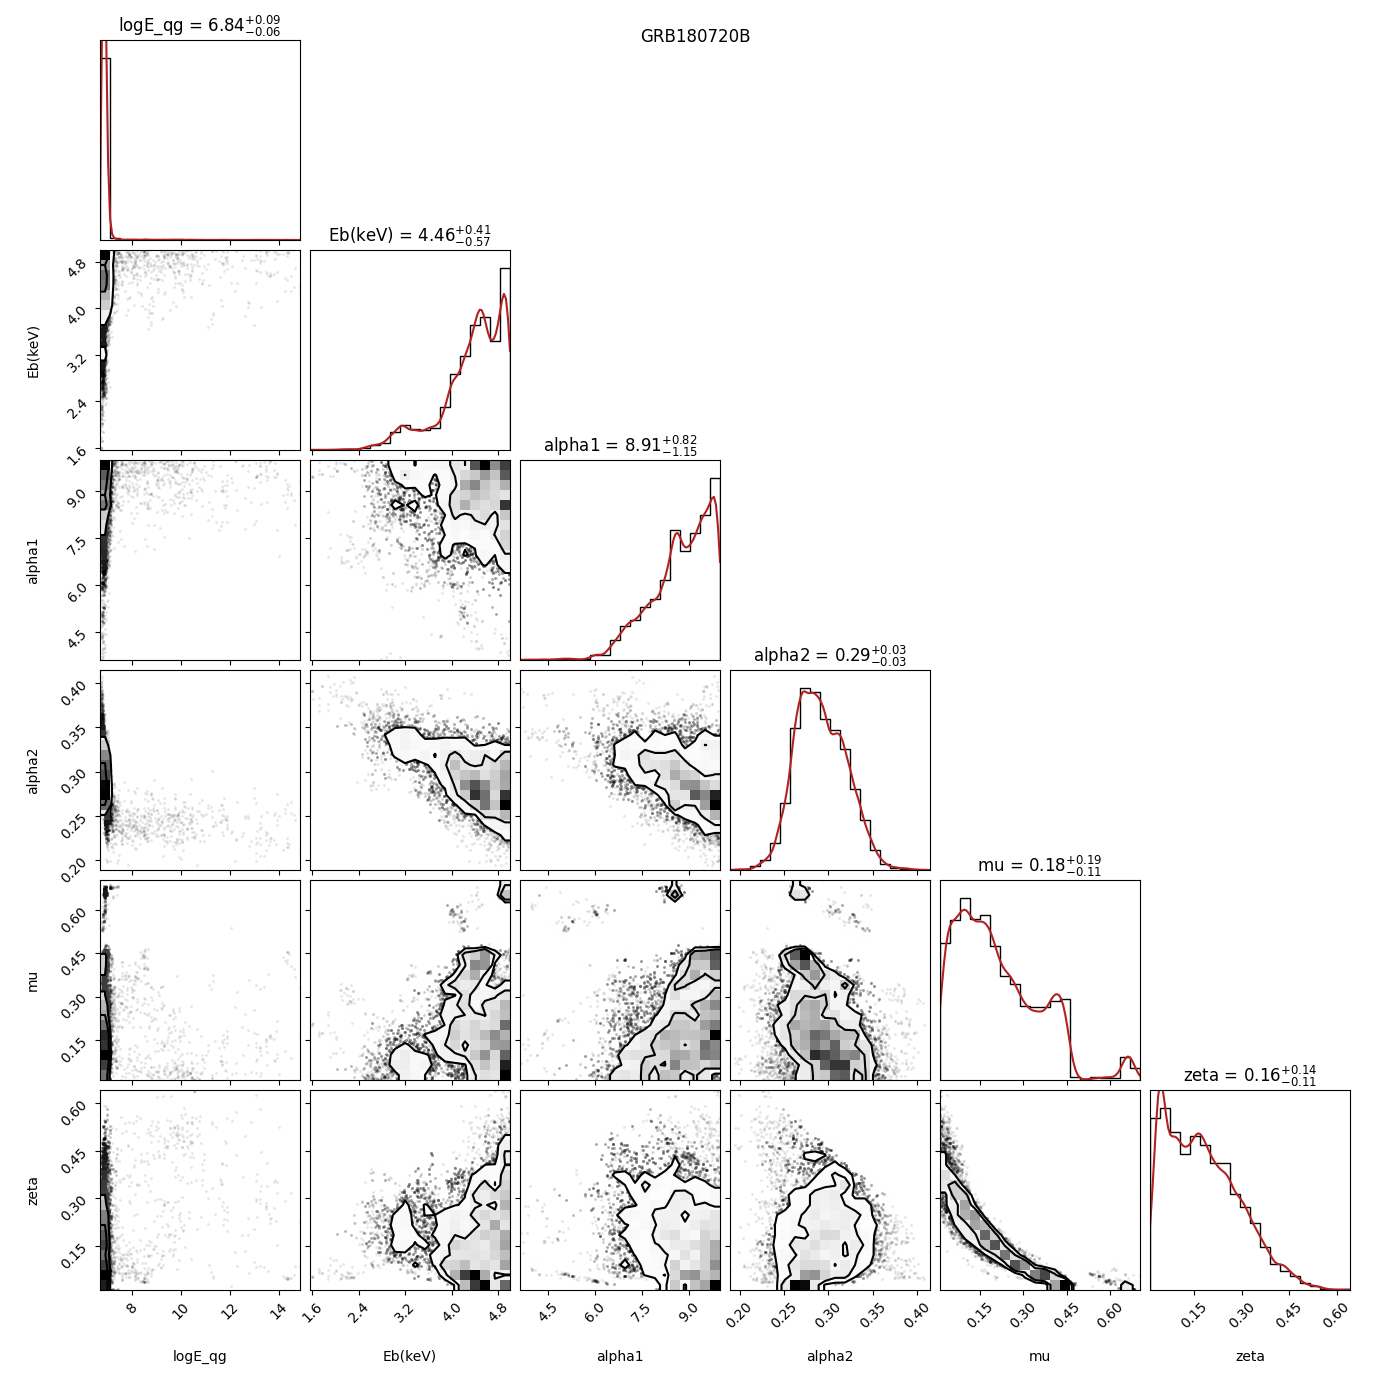 GRB180720B
logE_qg = 6.84+0.09−0.06
Eb(keV) = 4.46+0.41−0.57
4.8
4.0
3.2
2.4
1.6
Eb(keV)
alpha1 = 8.91+0.82−1.15
9.0
7.5
6.0
4.5
alpha1
alpha2 = 0.29+0.03−0.03
0.40
0.35
0.30
0.25
0.20
alpha2
mu = 0.18+0.19−0.11
0.60
0.45
0.30
0.15
mu
zeta = 0.16+0.14−0.11
0.60
0.45
0.30
0.15
zeta
8 10 12 14
1.6 2.4 3.2 4.0 4.8
4.5 6.0 7.5 9.0
0.20 0.25 0.30 0.35 0.40
0.15 0.30 0.45 0.60
0.15 0.30 0.45 0.60
logE_qg Eb(keV) alpha1 alpha2 mu zeta